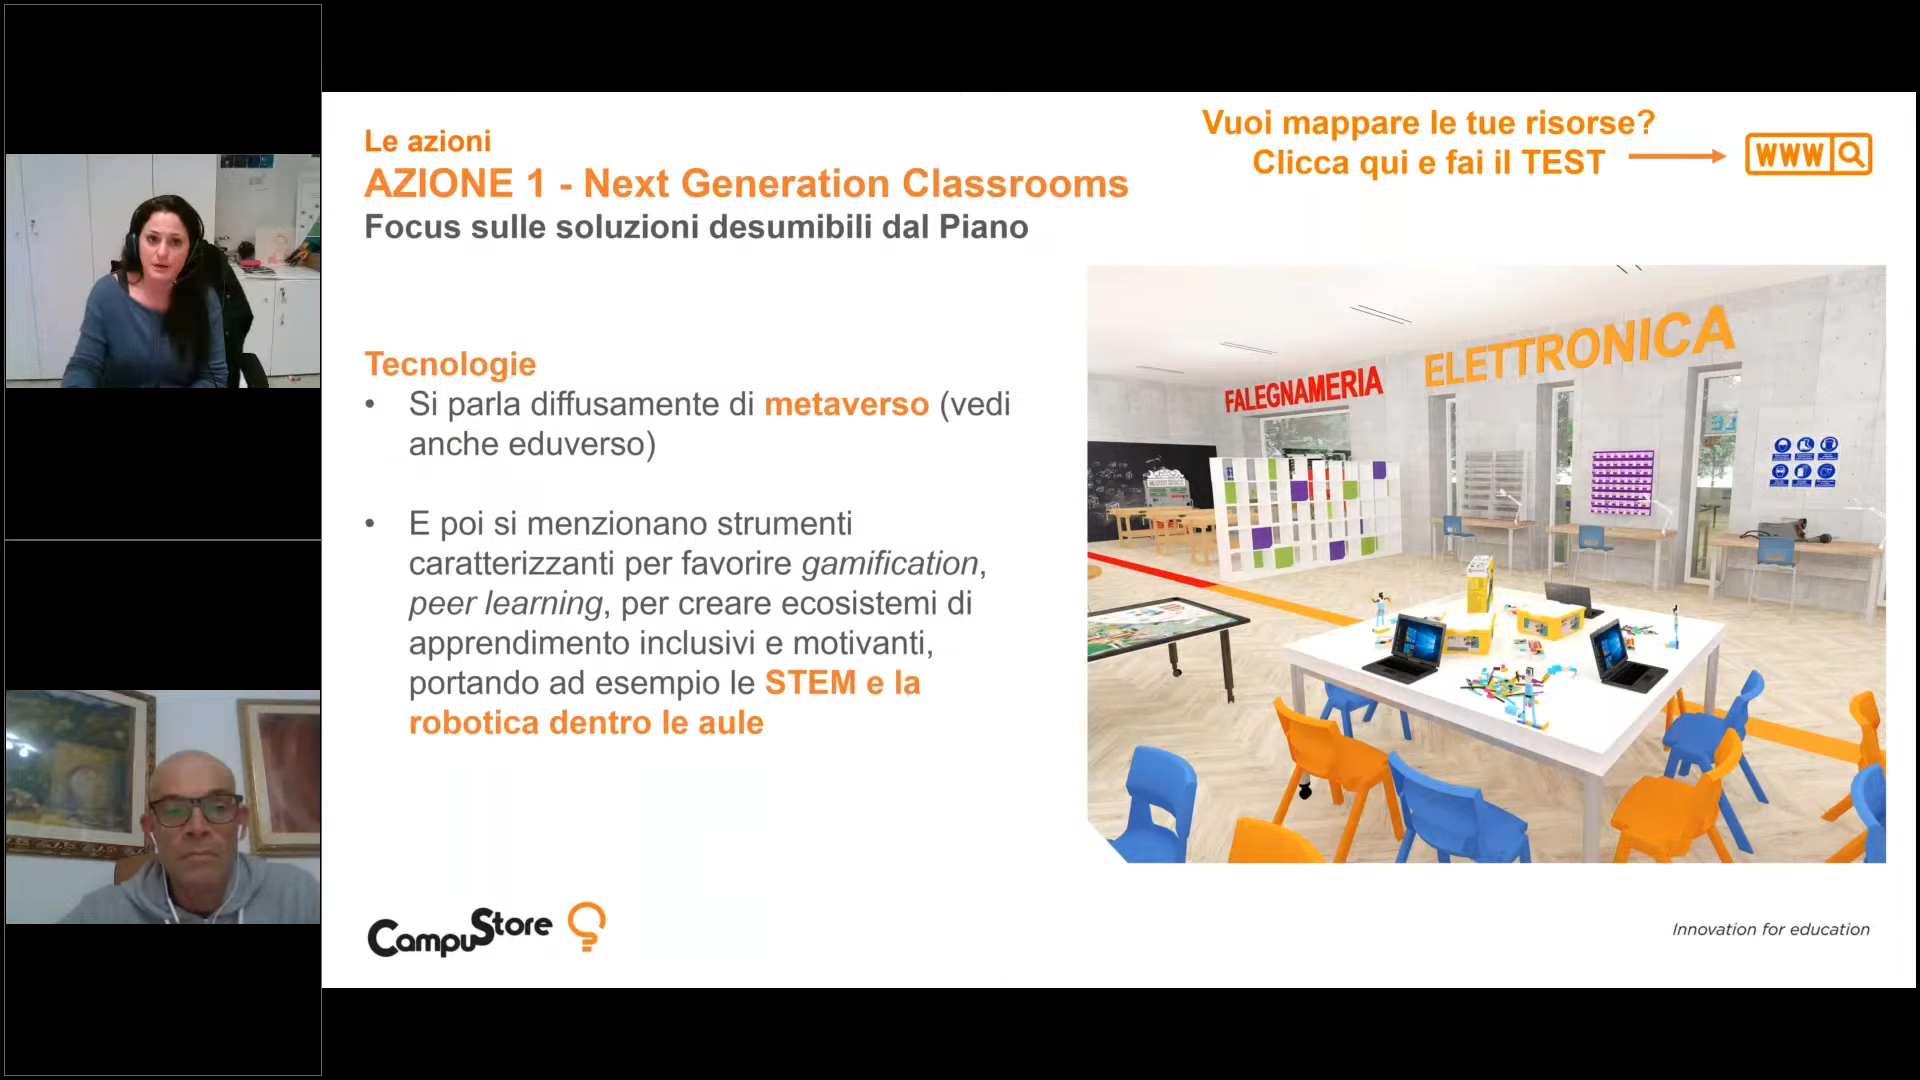 Le azioni
AZIONE 1 - Next Generation Classrooms
Focus sulle soluzioni desumibili dal Piano
Vuoi mappare le tue risorse?
Clicca qui e fai il TEST
WWW
Tecnologie
• Si parla diffusamente di metaverso (vedi
anche eduverso)
• E poi si menzionano strumenti
caratterizzanti per favorire gamification,
peer learning, per creare ecosistemi di
apprendimento inclusivi e motivanti,
portando ad esempio le STEM e la
robotica dentro le aule
FALEGNAMERIA
ELETTRONICA
CampuStore
Innovation for education